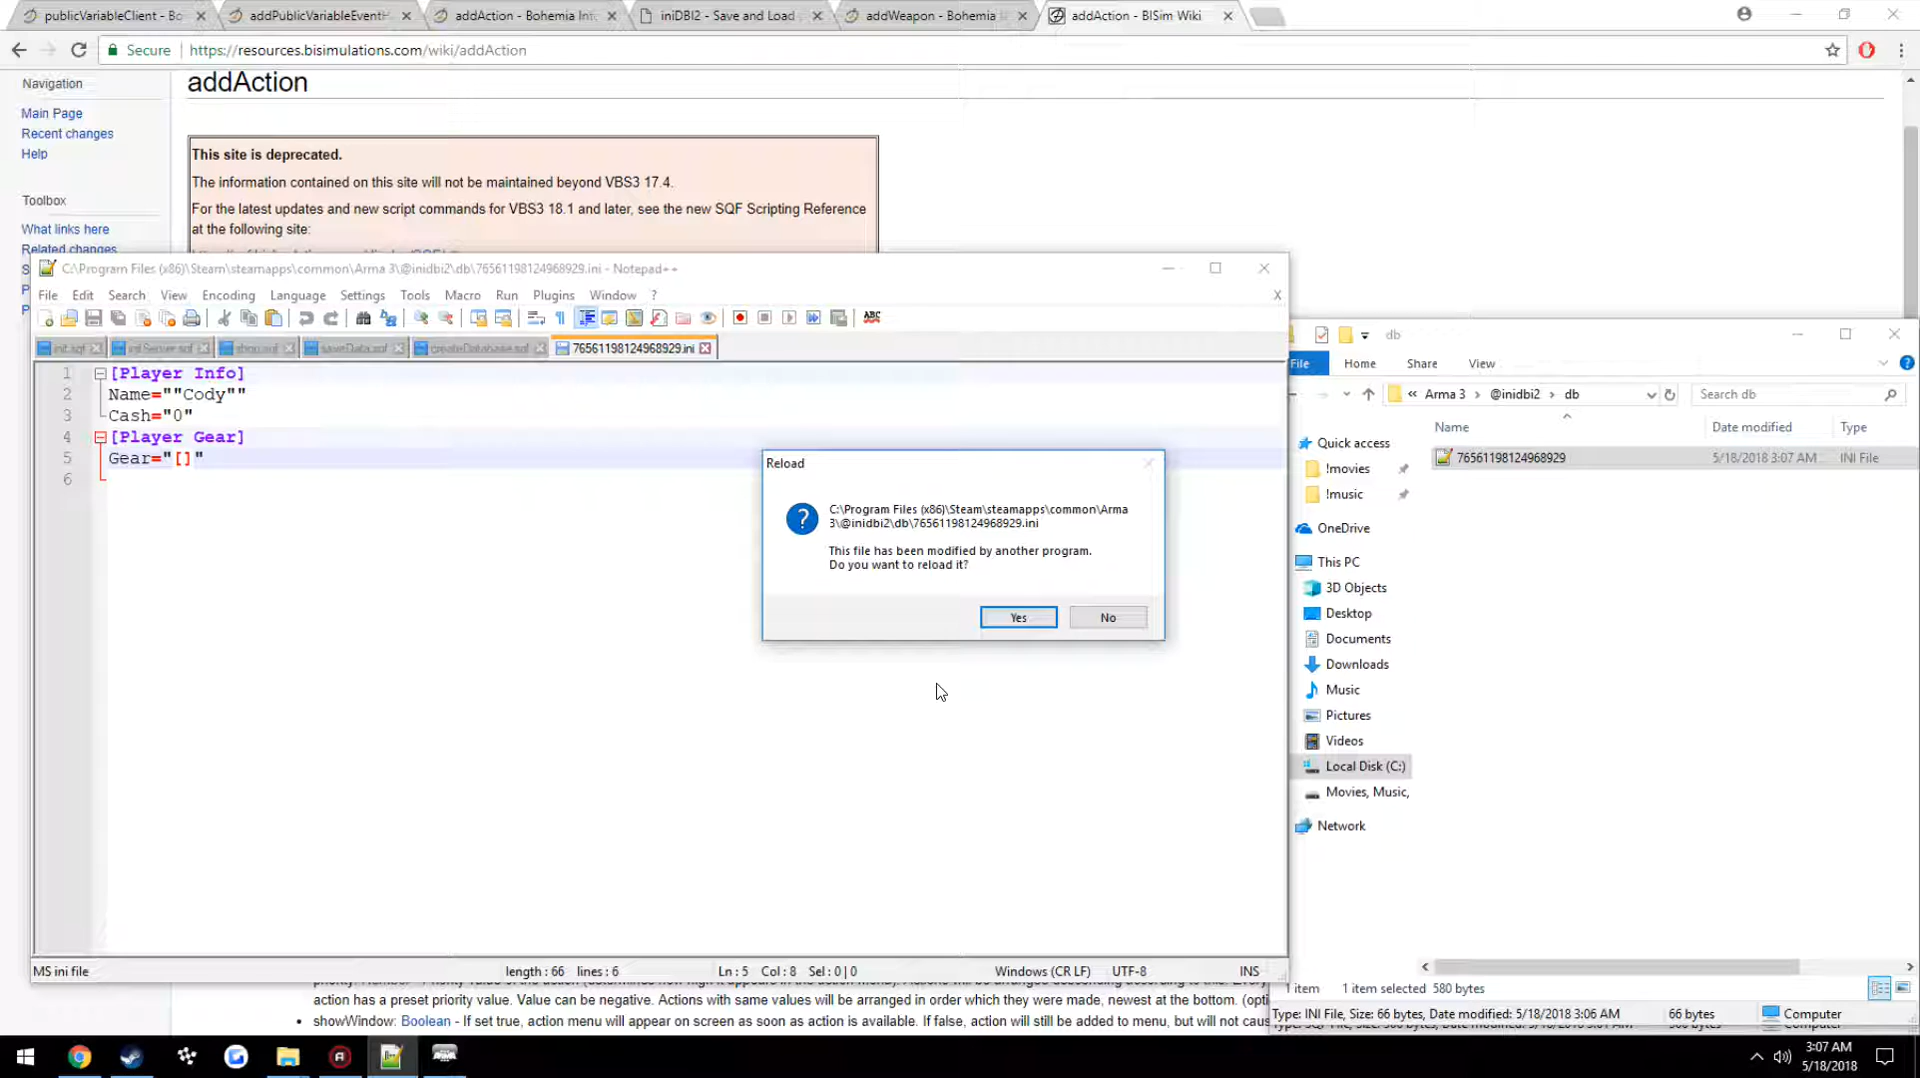 publicVariableClient - Bo
addPublicVariableEventH
addAction - Bohemia Int
iniDBI2 - Save and Load
addWeapon - Bohemia
addAction - BISim Wiki
Secure
https://resources.bisimulations.com/wiki/addAction
Navigation
Main Page
Recent changes
Help
Toolbox
What links here
Related changes
addAction
This site is deprecated.
The information contained on this site will not be maintained beyond VBS3 17.4.
For the latest updates and new script commands for VBS3 18.1 and later, see the new SQF Scripting Reference
at the following site:
C:\Program Files (x86)\Steam\steamapps\common\Arma 3\@inidbi2\db\76561198124968929.ini - Notepad++
File Edit Search View Encoding Language Settings Tools Macro Run Plugins Window ?
X
ABC
init.sqf
initServer.sqf
shop.sqf
saveData.sqf
createDatabase.sqf
76561198124968929.ini
1 [Player Info]
2 Name=""Cody""
3 Cash="0"
4 [Player Gear]
5 Gear="[]"
6
Reload
C:\Program Files (x86)\Steam\steamapps\common\Arma
3\@inidbi2\db\76561198124968929.ini
This file has been modified by another program.
Do you want to reload it?
Yes
No
MS ini file
length : 66 lines : 6
Ln : 5 Col : 8 Sel : 0 | 0
Windows (CR LF)
UTF-8
INS
action has a preset priority value. Value can be negative. Actions with same values will be arranged in order which they were made, newest at the bottom. (opti
• showWindow: Boolean - If set true, action menu will appear on screen as soon as action is available. If false, action will still be added to menu, but will not caus
db
File Home Share View
« Arma 3 › @inidbi2 › db
Search db
Name
Date modified
Type
76561198124968929
5/18/2018 3:07 AM
INI File
Quick access
!movies
!music
OneDrive
This PC
3D Objects
Desktop
Documents
Downloads
Music
Pictures
Videos
Local Disk (C:)
Movies, Music,
Network
1 item
1 item selected 580 bytes
Type: INI File, Size: 66 bytes, Date modified: 5/18/2018 3:06 AM
66 bytes
Computer
3:07 AM
5/18/2018